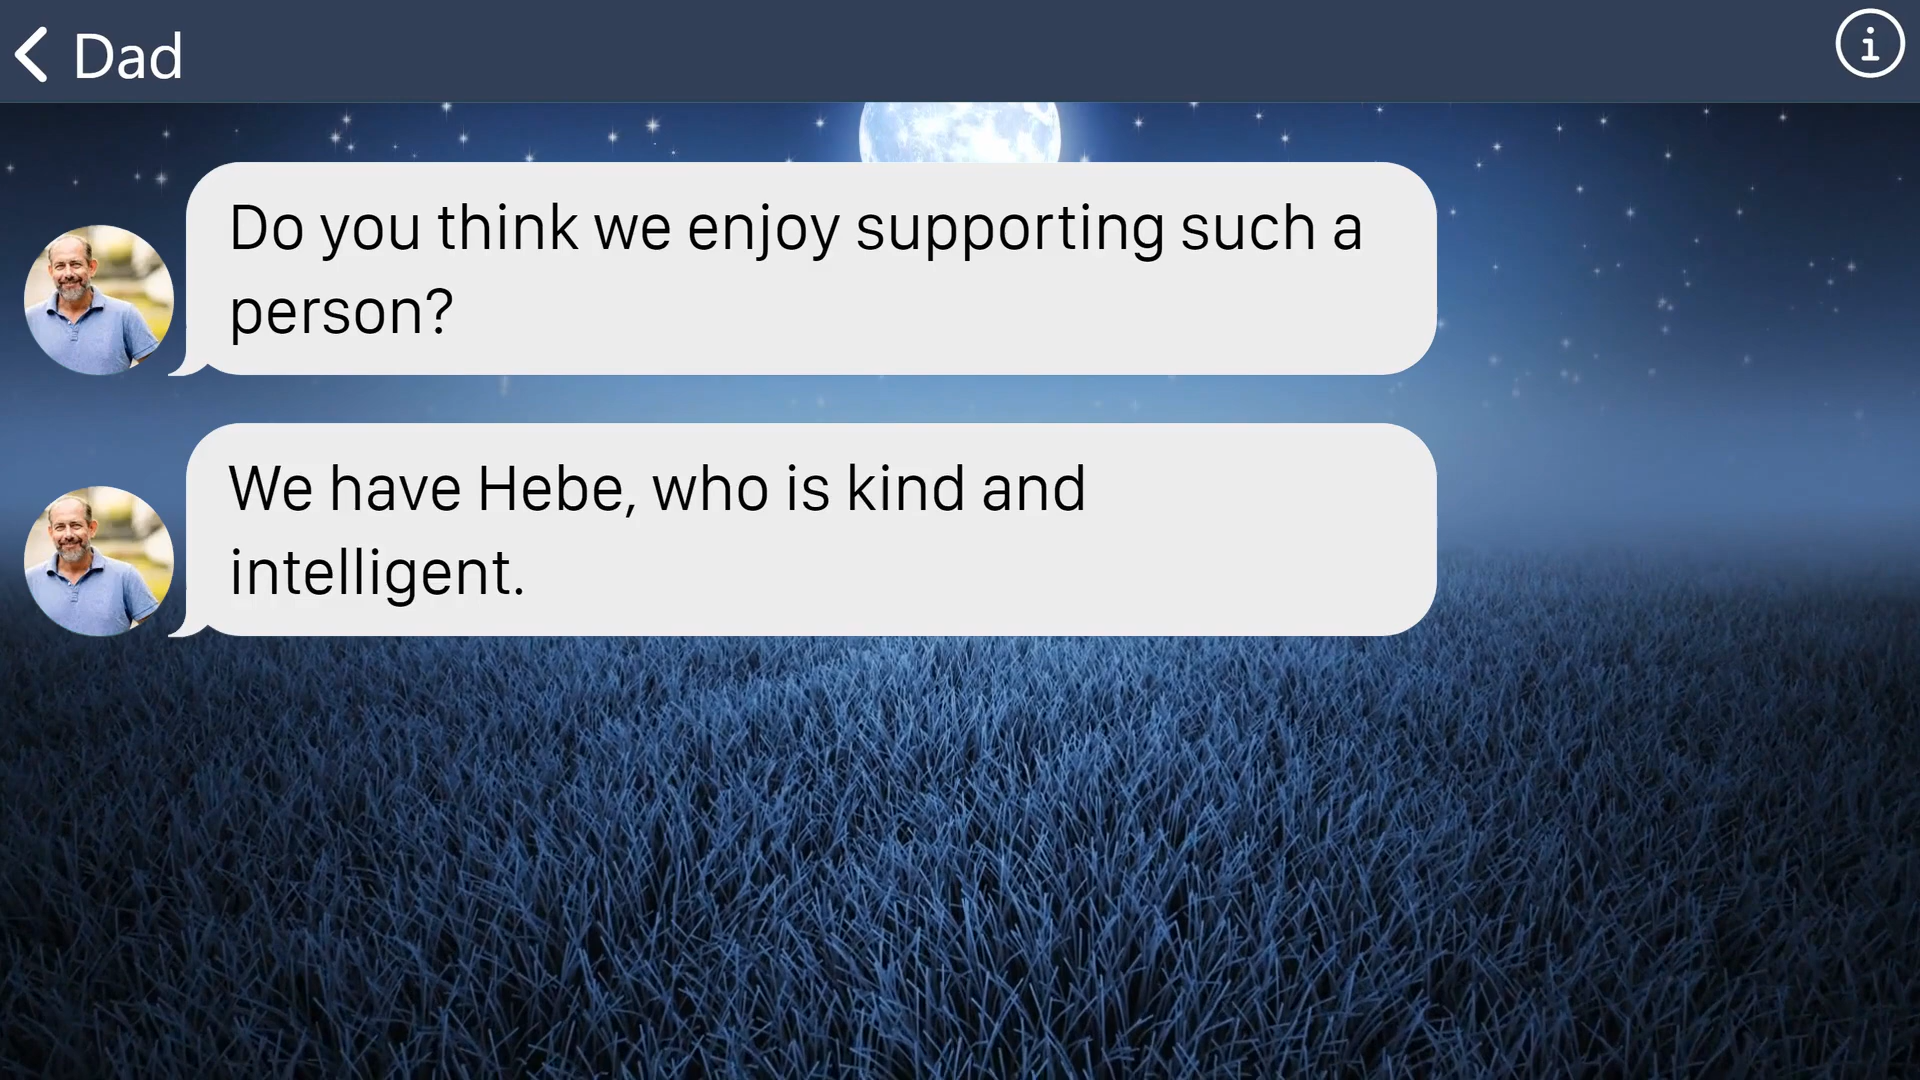 Dad
Do you think we enjoy supporting such a
person?
We have Hebe, who is kind and
intelligent.